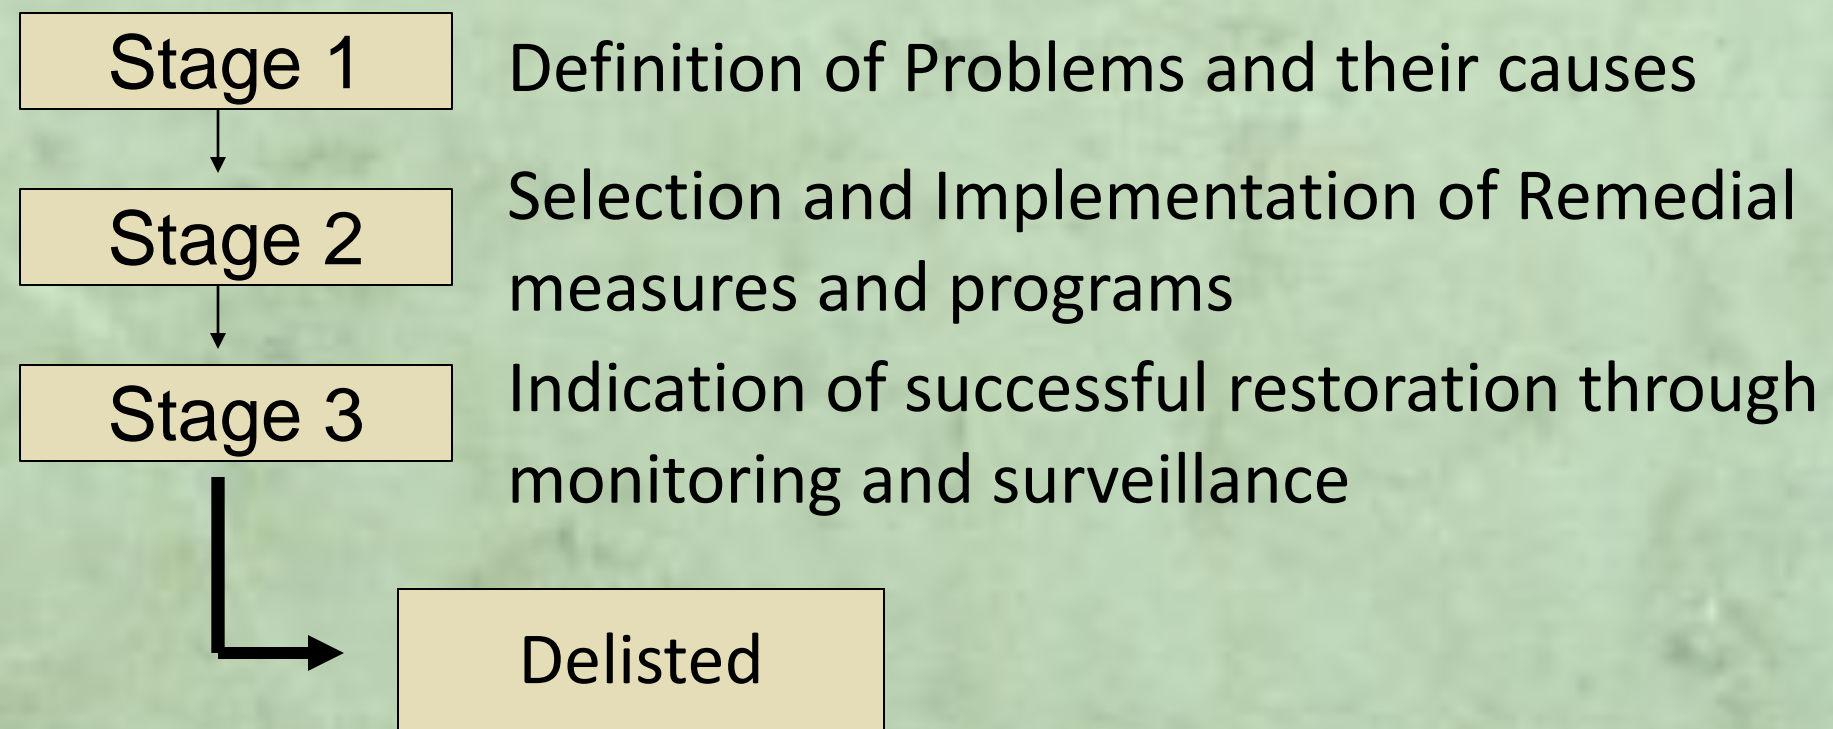 Stage 1
Definition of Problems and their causes
Stage 2
Selection and Implementation of Remedial
measures and programs
Stage 3
Indication of successful restoration through
monitoring and surveillance
Delisted